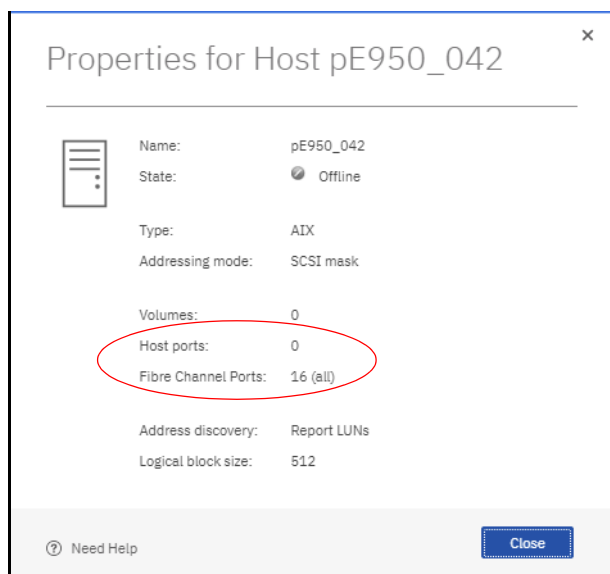 ×
Properties for Host pE950_042
Name: pE950_042
State: Offline
Type: AIX
Addressing mode: SCSI mask
Volumes: 0
Host ports: 0
Fibre Channel Ports: 16 (all)
Address discovery: Report LUNs
Logical block size: 512
? Need Help
Close